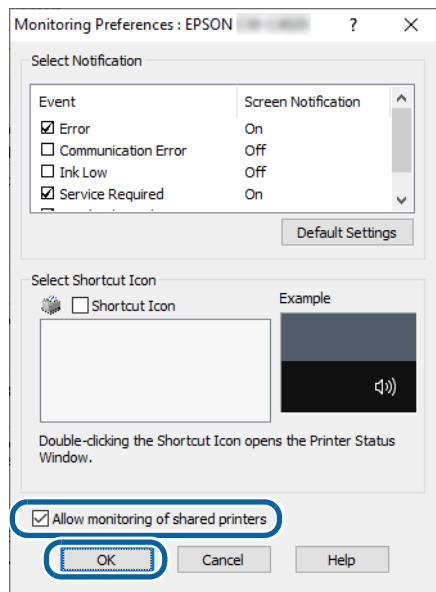 Monitoring Preferences : EPSON
?
Select Notification
Event Screen Notification
Error On
Communication Error Off
Ink Low Off
Service Required On
Default Settings
Select Shortcut Icon
Shortcut Icon
Example
Double-clicking the Shortcut Icon opens the Printer Status
Window.
Allow monitoring of shared printers
OK Cancel Help